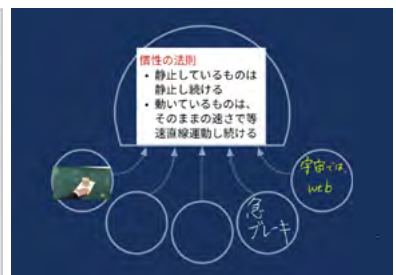 慣性の法則
• 静止しているものは
静止し続ける
• 動いているものは、
そのままの速さで等
速直線運動し続ける
宇宙では、
web
急
ブレーキ